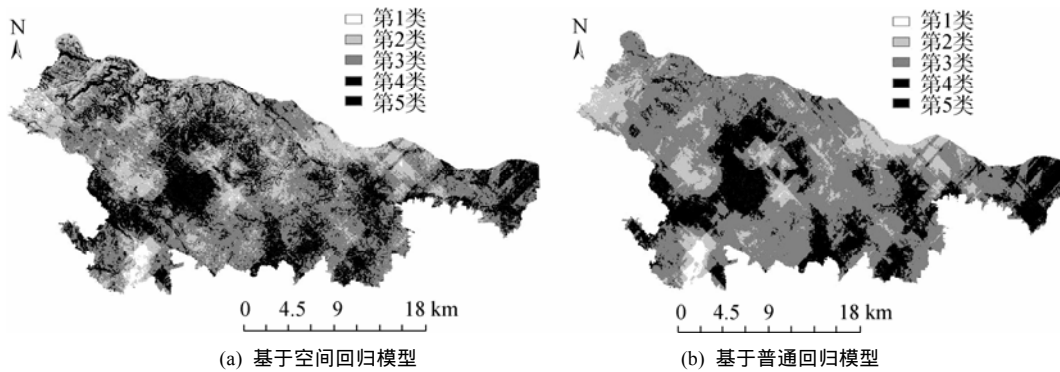 N
第1类
第2类
第3类
第4类
第5类
0 4.5 9 18 km
(a) 基于空间回归模型
N
第1类
第2类
第3类
第4类
第5类
0 4.5 9 18 km
(b) 基于普通回归模型